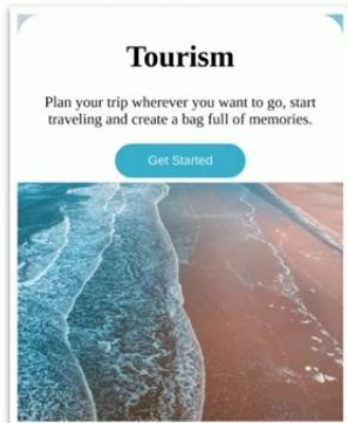 Tourism
Plan your trip wherever you want to go, start
traveling and create a bag full of memories.
Get Started